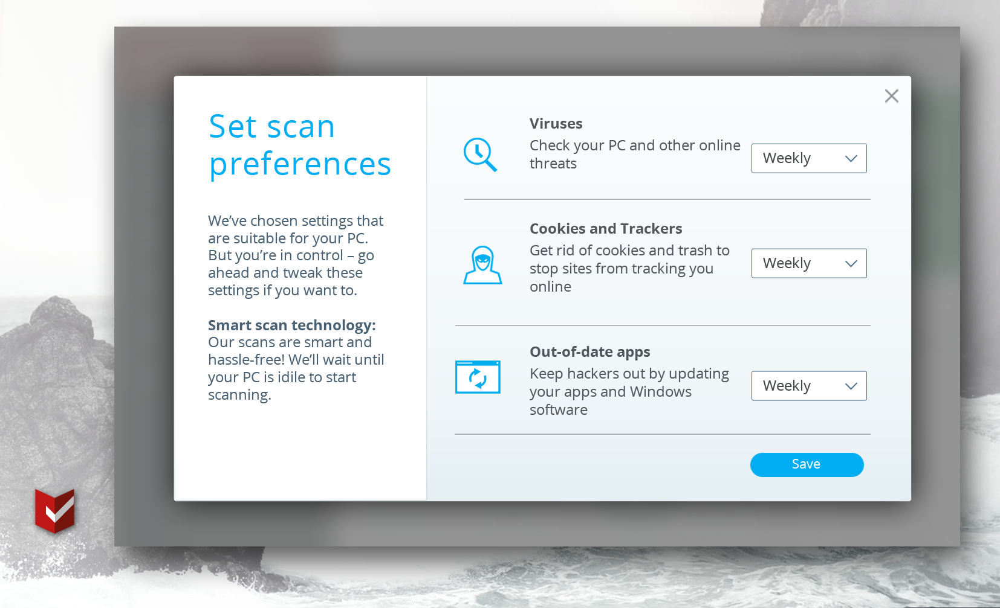 Set scan
preferences
We’ve chosen settings that
are suitable for your PC.
But you’re in control – go
ahead and tweak these
settings if you want to.
Smart scan technology:
Our scans are smart and
hassle-free! We’ll wait until
your PC is idile to start
scanning.
Viruses
Check your PC and other online
threats
Weekly
Cookies and Trackers
Get rid of cookies and trash to
stop sites from tracking you
online
Weekly
Out-of-date apps
Keep hackers out by updating
your apps and Windows
software
Weekly
Save